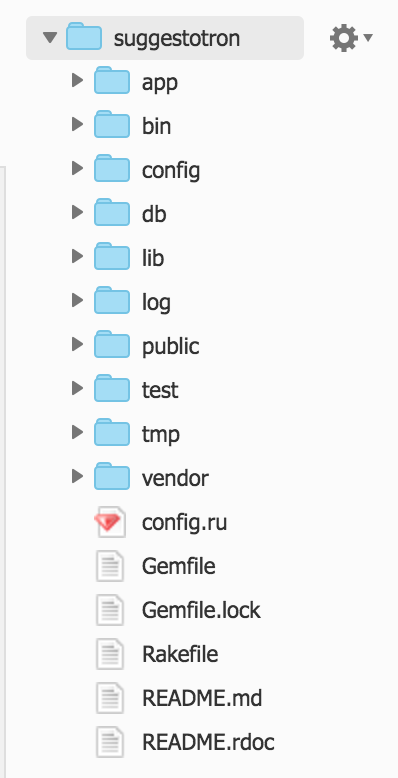 suggestotron
app
bin
config
db
lib
log
public
test
tmp
vendor
config.ru
Gemfile
Gemfile.lock
Rakefile
README.md
README.rdoc